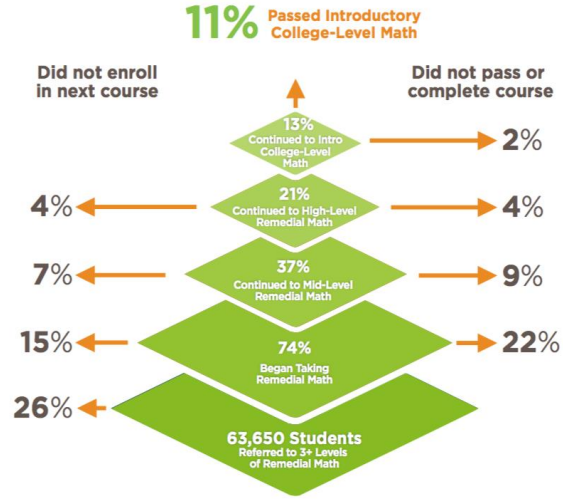 11% Passed Introductory
College-Level Math
Did not enroll
in next course
Did not pass or
complete course
13%
Continued to Intro
College-Level
Math
2%
4%
21%
Continued to High-Level
Remedial Math
4%
7%
37%
Continued to Mid-Level
Remedial Math
9%
15%
74%
Began Taking
Remedial Math
22%
26%
63,650 Students
Referred to 3+ Levels
of Remedial Math